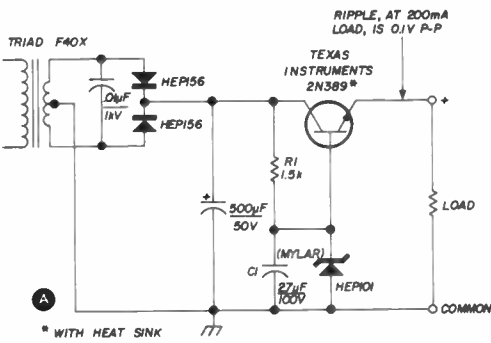 RIPPLE, AT 200mA
LOAD, IS 0.1V P-P
TRIAD F40X
TEXAS
INSTRUMENTS
2N389*
HEP156
.01µF
1kV
HEP156
+
R1
1.5k
+
500µF
50V
LOAD
(MYLAR)
C1
27µF
100V
HEP101
A
COMMON
* WITH HEAT SINK